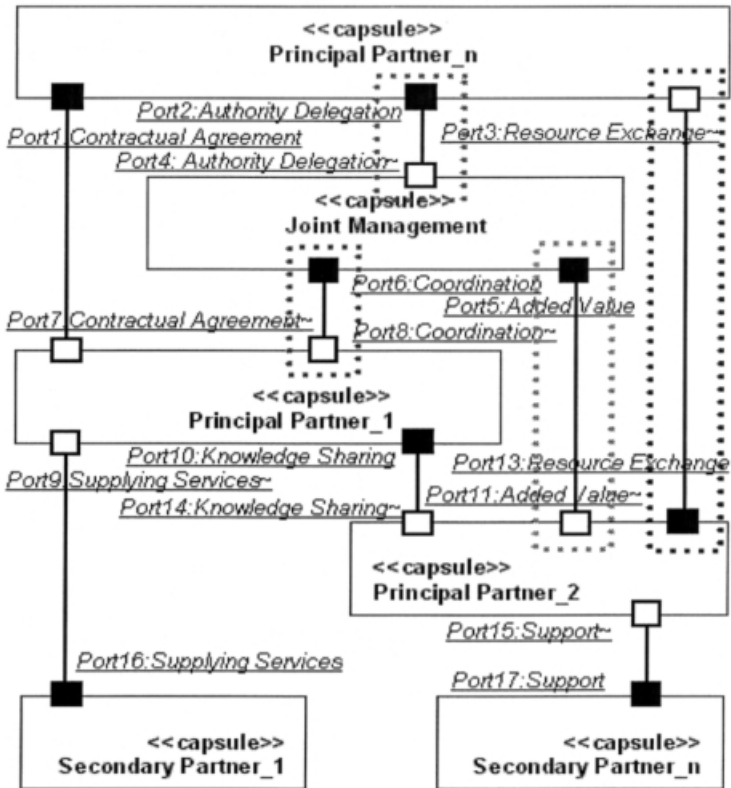 <<capsule>>
Principal Partner_n
Port2:Authority Delegation
Port1:Contractual Agreement
Port3:Resource Exchange~
Port4: Authority Delegation~
<<capsule>>
Joint Management
Port6:Coordination
Port5:Added Value
Port7:Contractual Agreement~
Port8:Coordination~
<<capsule>>
Principal Partner_1
Port10:Knowledge Sharing
Port13:Resource Exchange
Port9:Supplying Services~
Port11:Added Value~
Port14:Knowledge Sharing~
<<capsule>>
Principal Partner_2
Port15:Support~
Port16:Supplying Services
Port17:Support
<<capsule>>
Secondary Partner_1
<<capsule>>
Secondary Partner_n